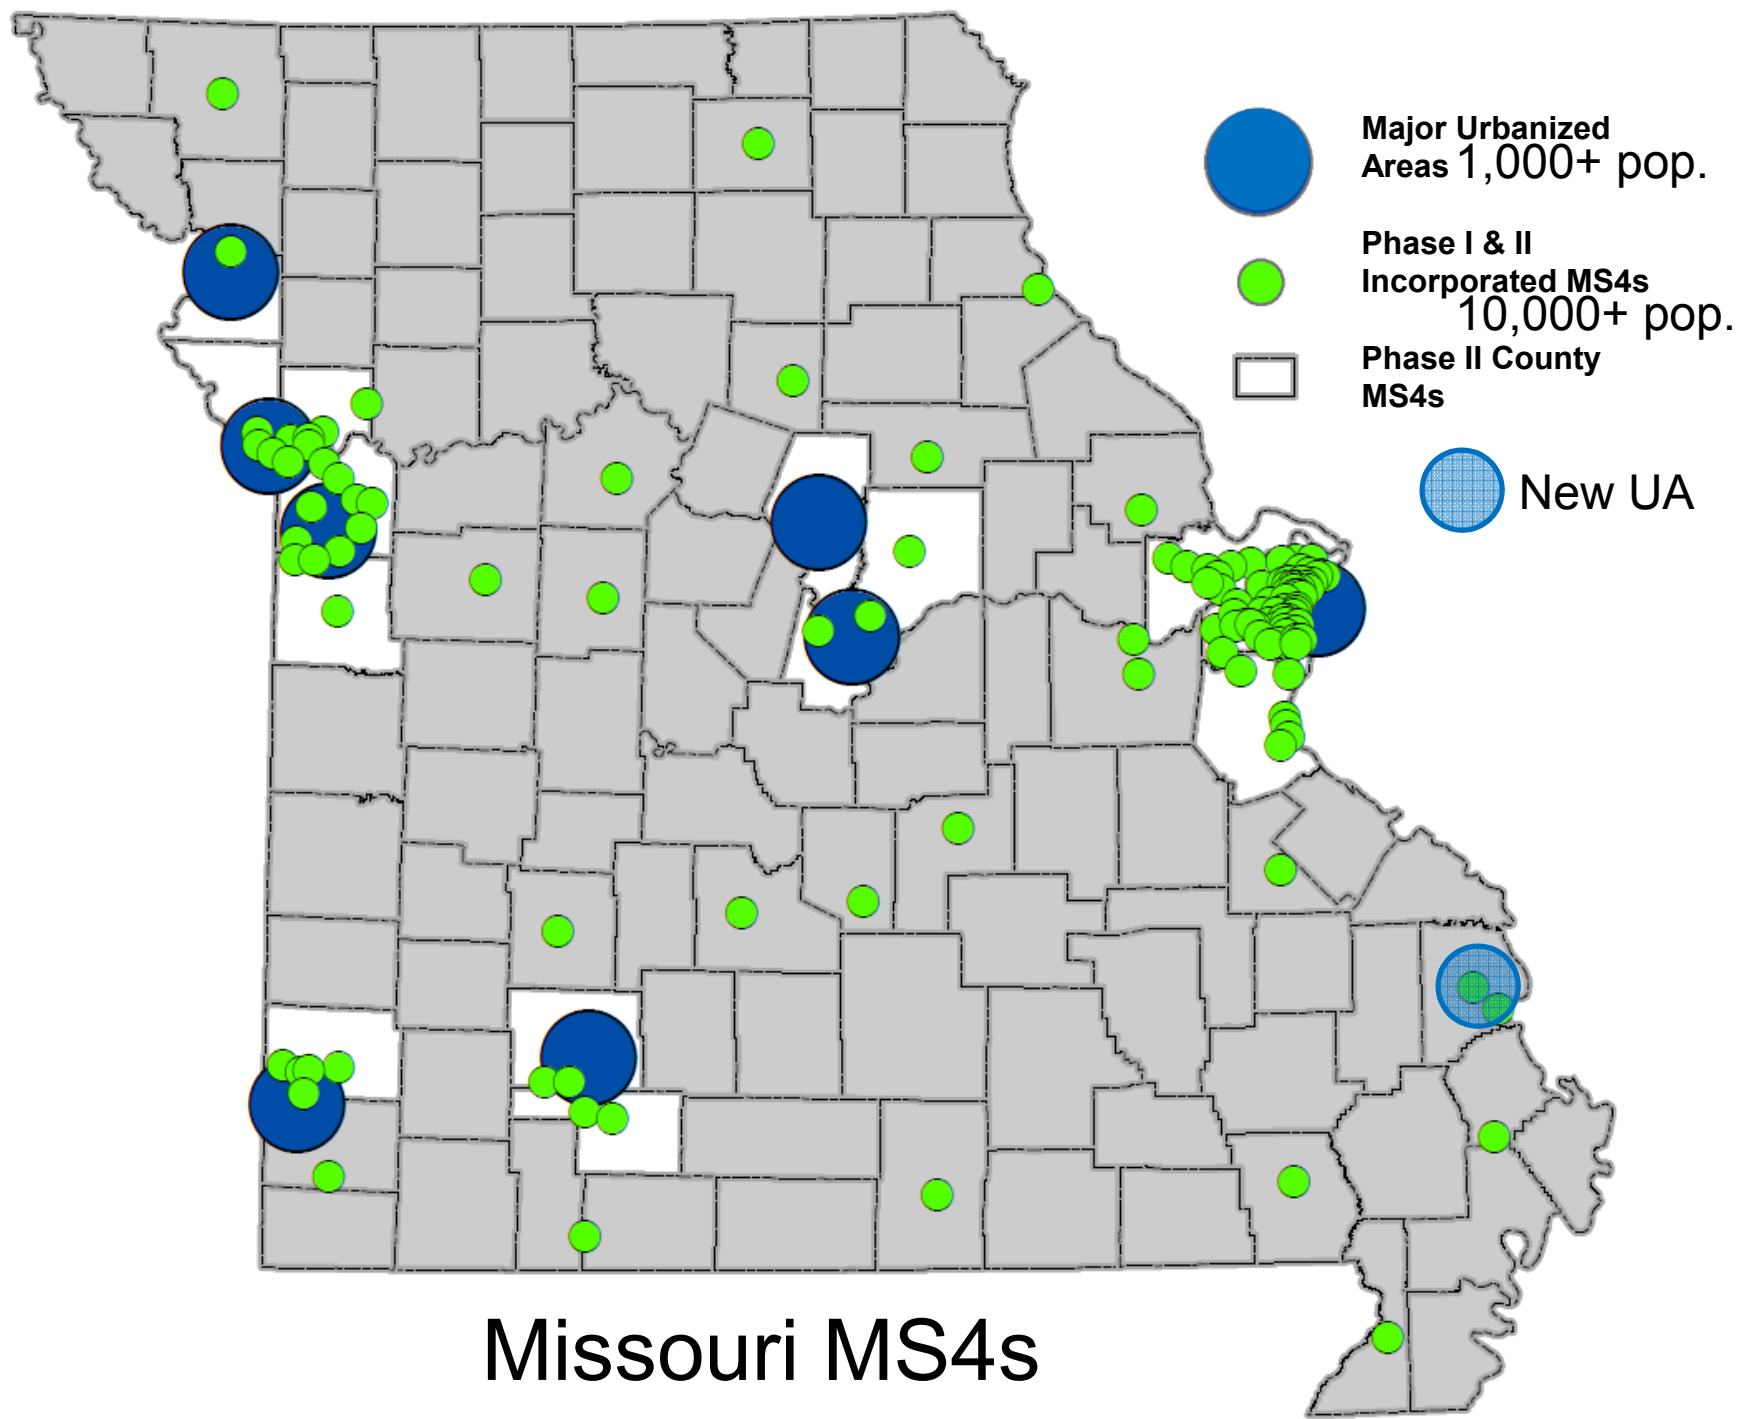 Major Urbanized
Areas 1,000+ pop.
Phase I & II
Incorporated MS4s
10,000+ pop.
Phase II County
MS4s
New UA
Missouri MS4s